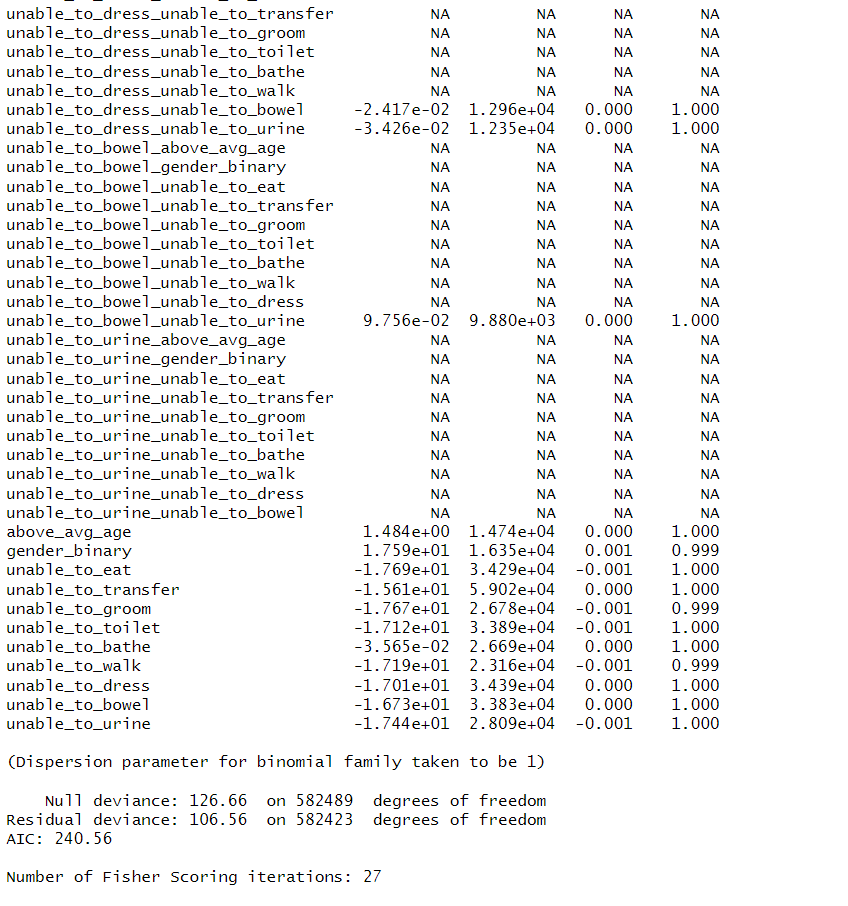 unable_to_dress_unable_to_transfer NA NA NA NA
unable_to_dress_unable_to_groom NA NA NA NA
unable_to_dress_unable_to_toilet NA NA NA NA
unable_to_dress_unable_to_bathe NA NA NA NA
unable_to_dress_unable_to_walk NA NA NA NA
unable_to_dress_unable_to_bowel -2.417e-02 1.296e+04 0.000 1.000
unable_to_dress_unable_to_urine -3.426e-02 1.235e+04 0.000 1.000
unable_to_bowel_above_avg_age NA NA NA NA
unable_to_bowel_gender_binary NA NA NA NA
unable_to_bowel_unable_to_eat NA NA NA NA
unable_to_bowel_unable_to_transfer NA NA NA NA
unable_to_bowel_unable_to_groom NA NA NA NA
unable_to_bowel_unable_to_toilet NA NA NA NA
unable_to_bowel_unable_to_bathe NA NA NA NA
unable_to_bowel_unable_to_walk NA NA NA NA
unable_to_bowel_unable_to_dress NA NA NA NA
unable_to_bowel_unable_to_urine 9.756e-02 9.880e+03 0.000 1.000
unable_to_urine_above_avg_age NA NA NA NA
unable_to_urine_gender_binary NA NA NA NA
unable_to_urine_unable_to_eat NA NA NA NA
unable_to_urine_unable_to_transfer NA NA NA NA
unable_to_urine_unable_to_groom NA NA NA NA
unable_to_urine_unable_to_toilet NA NA NA NA
unable_to_urine_unable_to_bathe NA NA NA NA
unable_to_urine_unable_to_walk NA NA NA NA
unable_to_urine_unable_to_dress NA NA NA NA
unable_to_urine_unable_to_bowel NA NA NA NA
above_avg_age 1.484e+00 1.474e+04 0.000 1.000
gender_binary 1.759e+01 1.635e+04 0.001 0.999
unable_to_eat -1.769e+01 3.429e+04 -0.001 1.000
unable_to_transfer -1.561e+01 5.902e+04 0.000 1.000
unable_to_groom -1.767e+01 2.678e+04 -0.001 0.999
unable_to_toilet -1.712e+01 3.389e+04 -0.001 1.000
unable_to_bathe -3.565e-02 2.669e+04 0.000 1.000
unable_to_walk -1.719e+01 2.316e+04 -0.001 0.999
unable_to_dress -1.701e+01 3.439e+04 0.000 1.000
unable_to_bowel -1.673e+01 3.383e+04 0.000 1.000
unable_to_urine -1.744e+01 2.809e+04 -0.001 1.000
(Dispersion parameter for binomial family taken to be 1)
Null deviance: 126.66 on 582489 degrees of freedom
Residual deviance: 106.56 on 582423 degrees of freedom
AIC: 240.56
Number of Fisher Scoring iterations: 27